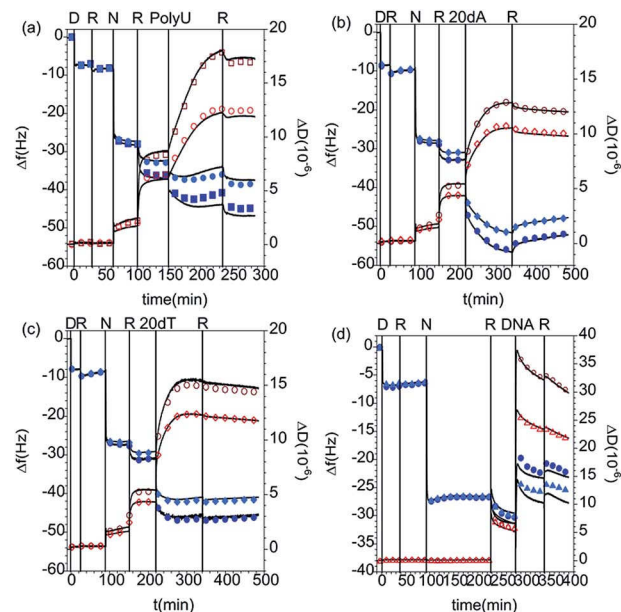 (a) D R N R PolyU R
0 -10 -20 -30 -40 -50 -60
Δf(Hz)
20 15 10 5 0
ΔD(10⁻⁶)
0 50 100 150 200 250 300
time(min)
(b) DR N R 20dA R
0 -10 -20 -30 -40 -50 -60
Δf(Hz)
20 15 10 5 0
ΔD(10⁻⁶)
0 100 200 300 400 500
t(min)
(c) DR N R 20dT R
0 -10 -20 -30 -40 -50 -60
Δf(Hz)
20 15 10 5 0
ΔD(10⁻⁶)
0 100 200 300 400 500
t(min)
(d) D R N R DNA R
0 -5 -10 -15 -20 -25 -30 -35 -40
Δf(Hz)
40 35 30 25 20 15 10 5 0
ΔD(10⁻⁶)
0 50 100 250 300 350 400
t(min)